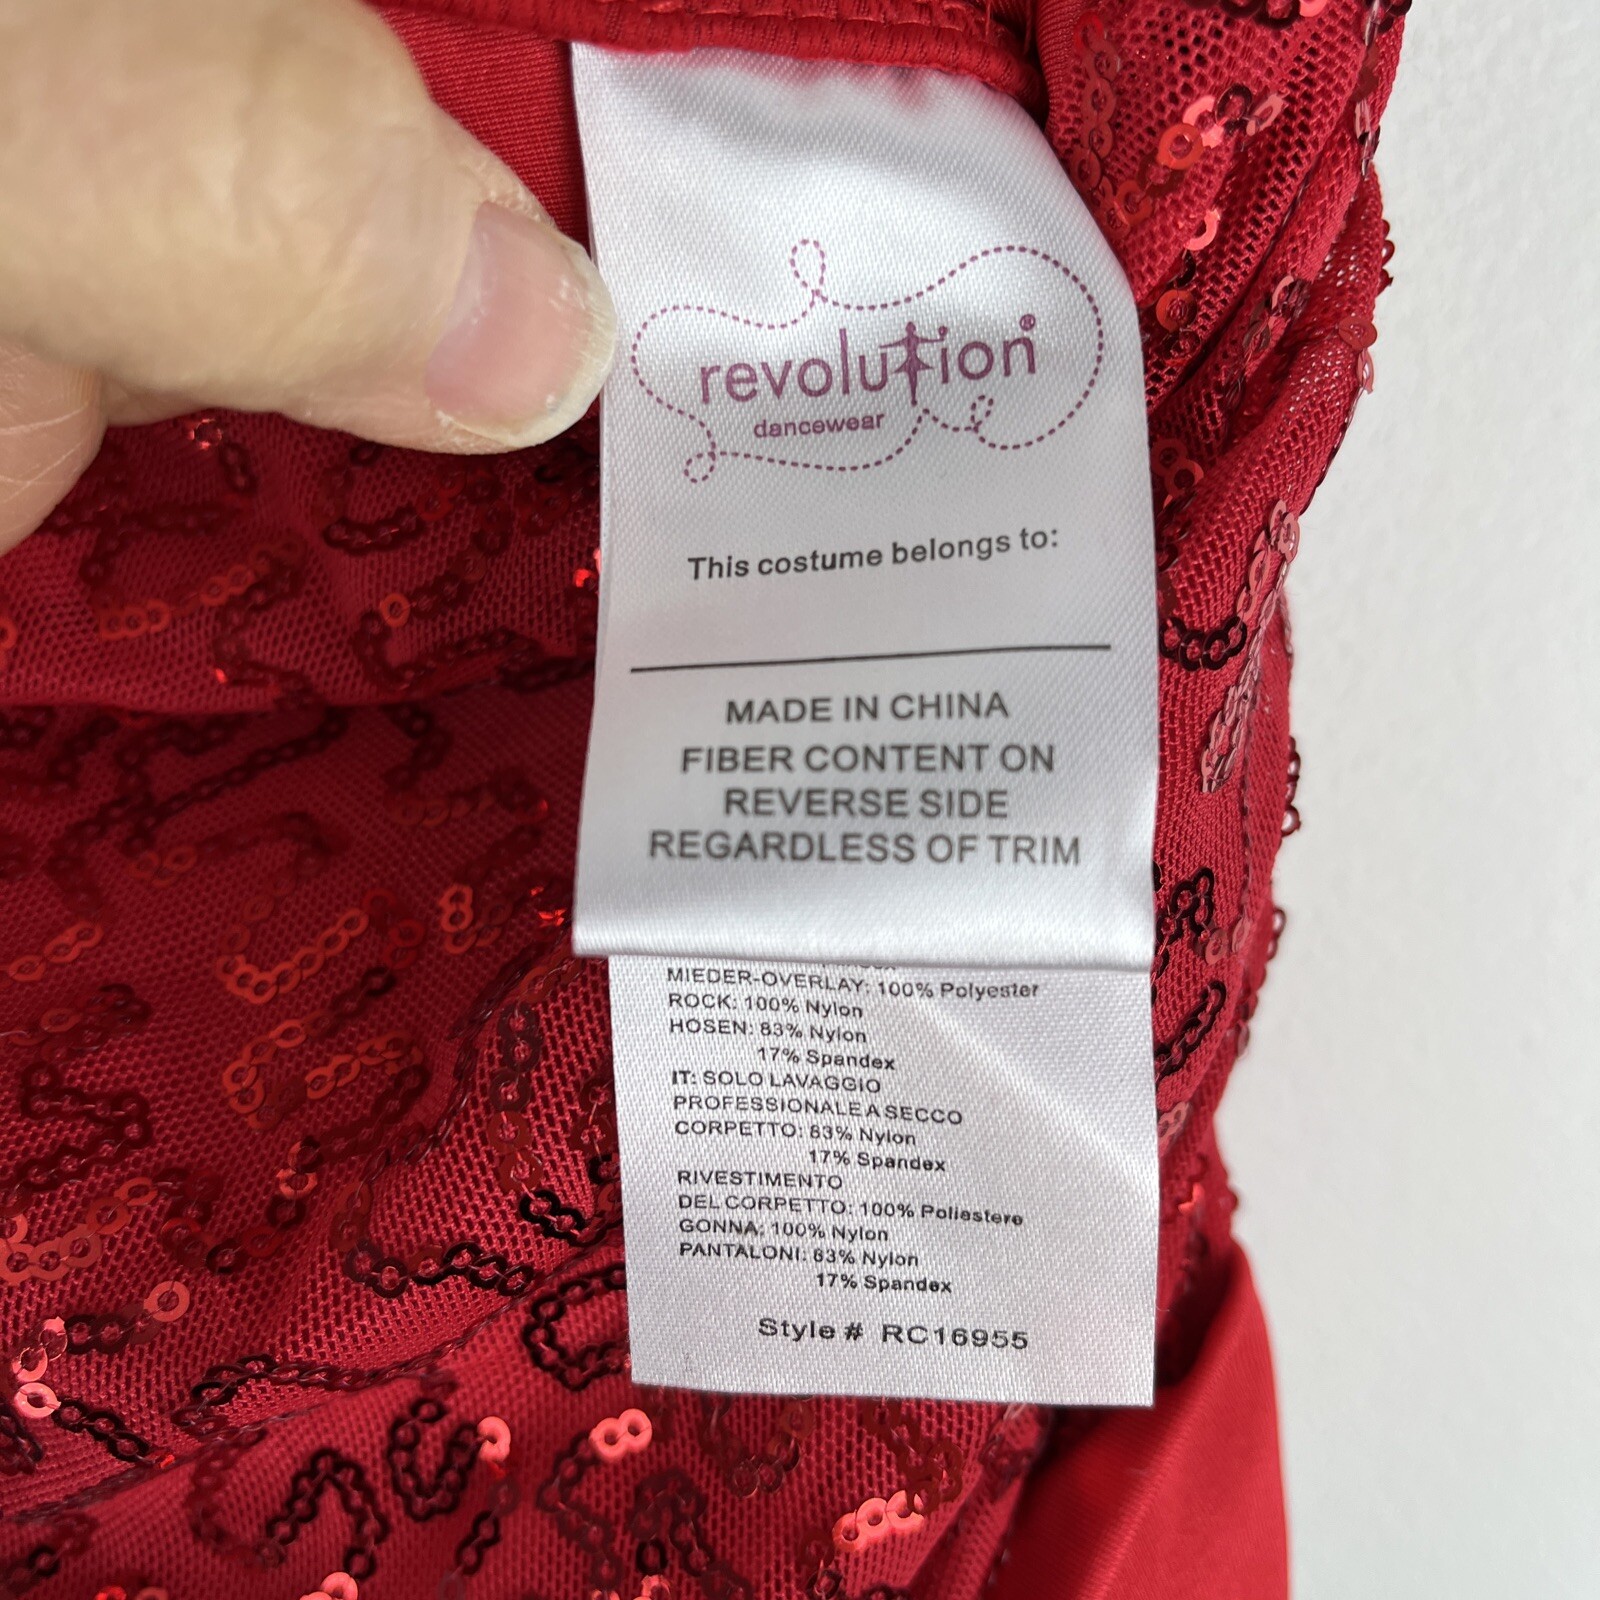 revolution®
dancewear
This costume belongs to:
MADE IN CHINA
FIBER CONTENT ON
REVERSE SIDE
REGARDLESS OF TRIM
MIEDER-OVERLAY: 100% Polyester
ROCK: 100% Nylon
HOSEN: 83% Nylon
17% Spandex
IT: SOLO LAVAGGIO
PROFESSIONALE A SECCO
CORPETTO: 83% Nylon
17% Spandex
RIVESTIMENTO
DEL CORPETTO: 100% Poliestere
GONNA: 100% Nylon
PANTALONI: 83% Nylon
17% Spandex
Style # RC16955